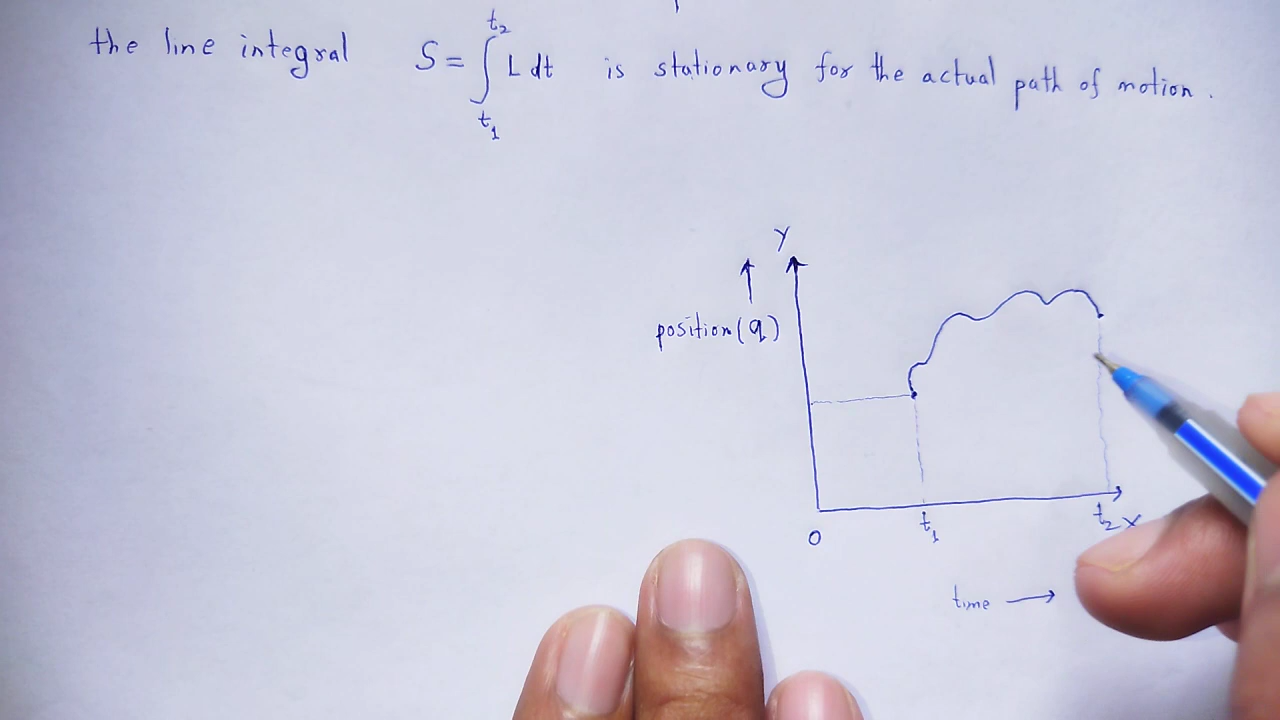 the line integral S = ∫ t₁ t₂ L dt is stationary for the actual path of motion.
Y
position (q)
0 t₁ t₂ X
time →